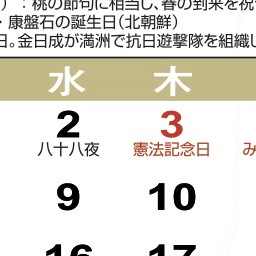 ）：桃の節句に相当し、春の到来を祝
・康盤石の誕生日（北朝鮮）
日。金日成が満洲で抗日遊撃隊を組織し
水 木
2 3
八十八夜 憲法記念日 み
9 10
16 17